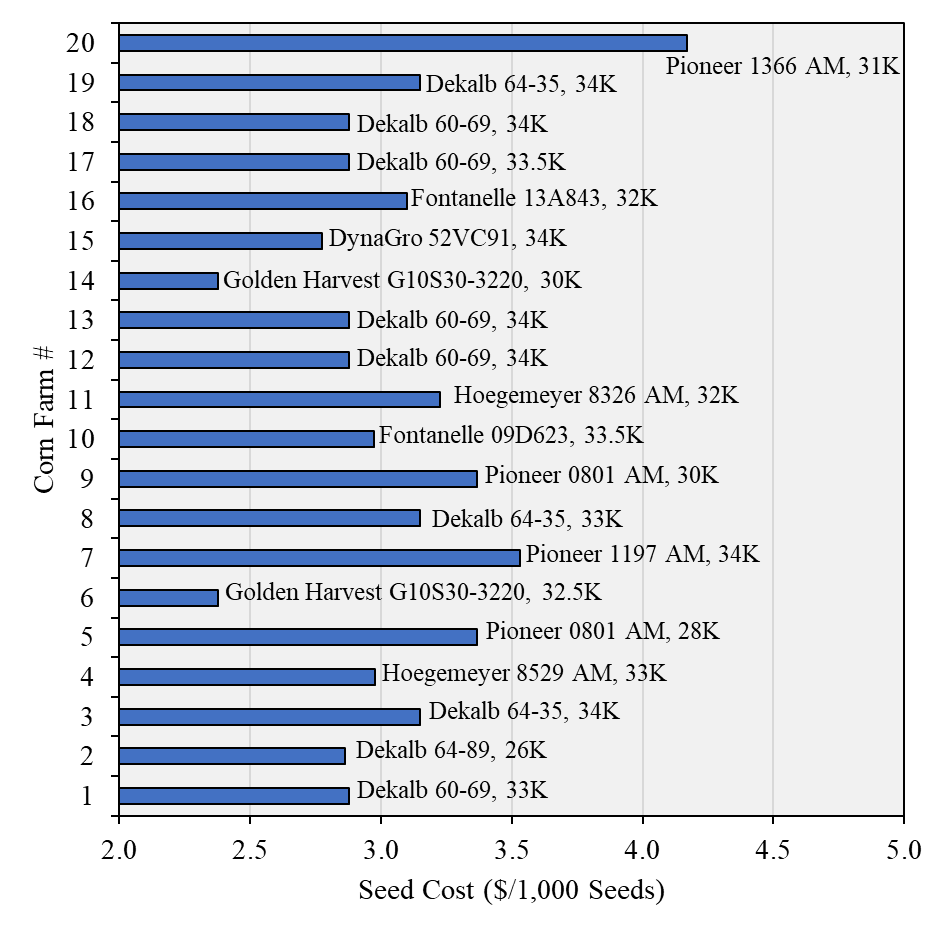 20
Pioneer 1366 AM, 31K
19 Dekalb 64-35, 34K
18 Dekalb 60-69, 34K
17 Dekalb 60-69, 33.5K
16 Fontanelle 13A843, 32K
15 DynaGro 52VC91, 34K
14 Golden Harvest G10S30-3220, 30K
13 Dekalb 60-69, 34K
12 Dekalb 60-69, 34K
11 Hoegemeyer 8326 AM, 32K
10 Fontanelle 09D623, 33.5K
9 Pioneer 0801 AM, 30K
8 Dekalb 64-35, 33K
7 Pioneer 1197 AM, 34K
6 Golden Harvest G10S30-3220, 32.5K
5 Pioneer 0801 AM, 28K
4 Hoegemeyer 8529 AM, 33K
3 Dekalb 64-35, 34K
2 Dekalb 64-89, 26K
1 Dekalb 60-69, 33K
Corn Farm #
2.0 2.5 3.0 3.5 4.0 4.5 5.0
Seed Cost ($/1,000 Seeds)